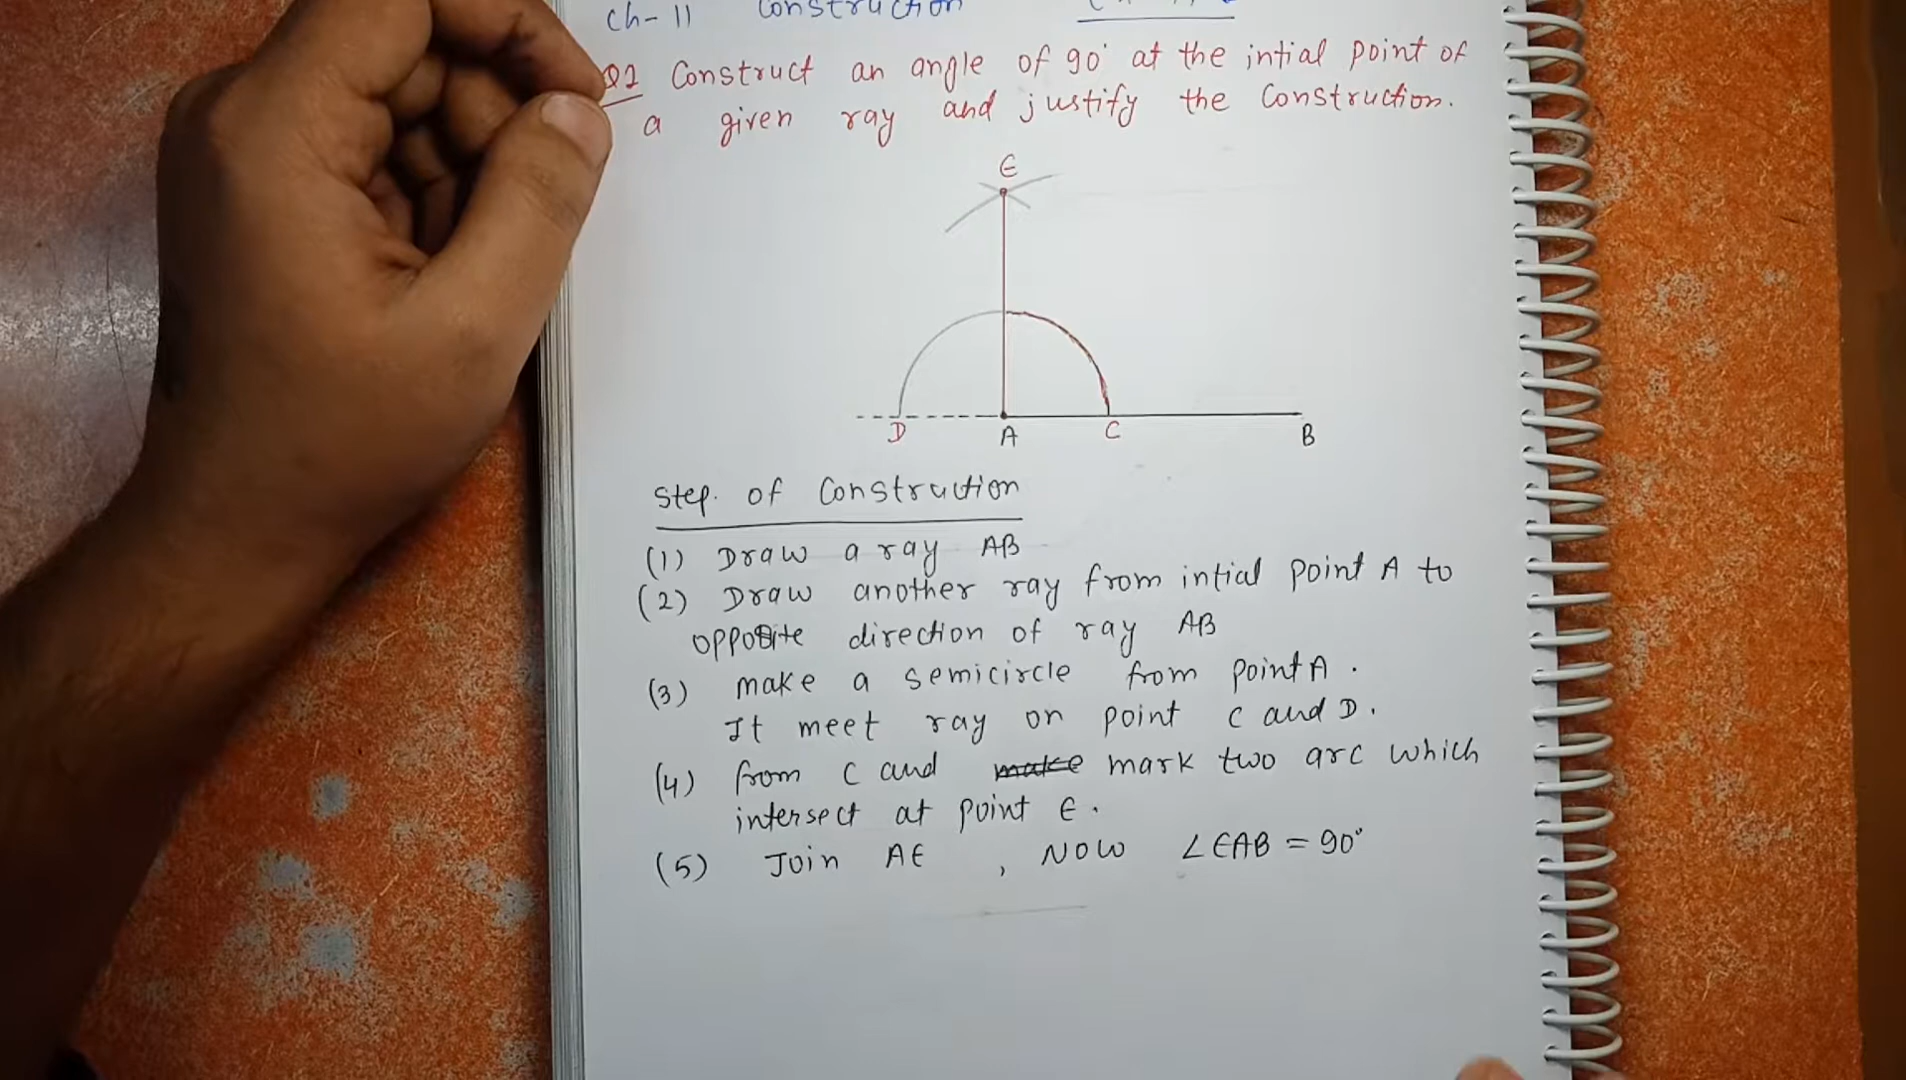 Ch-11 Construction
Q1 Construct an angle of 90° at the intial point of
a given ray and justify the Construction.
E
D A C B
Step. of Construction
(1) Draw a ray AB
(2) Draw another ray from intial point A to
opposite direction of ray AB
(3) make a semicircle from point A.
It meet ray on point C and D.
(4) from C and make mark two arc which
intersect at point E.
(5) Join AE , NOW ∠EAB = 90°